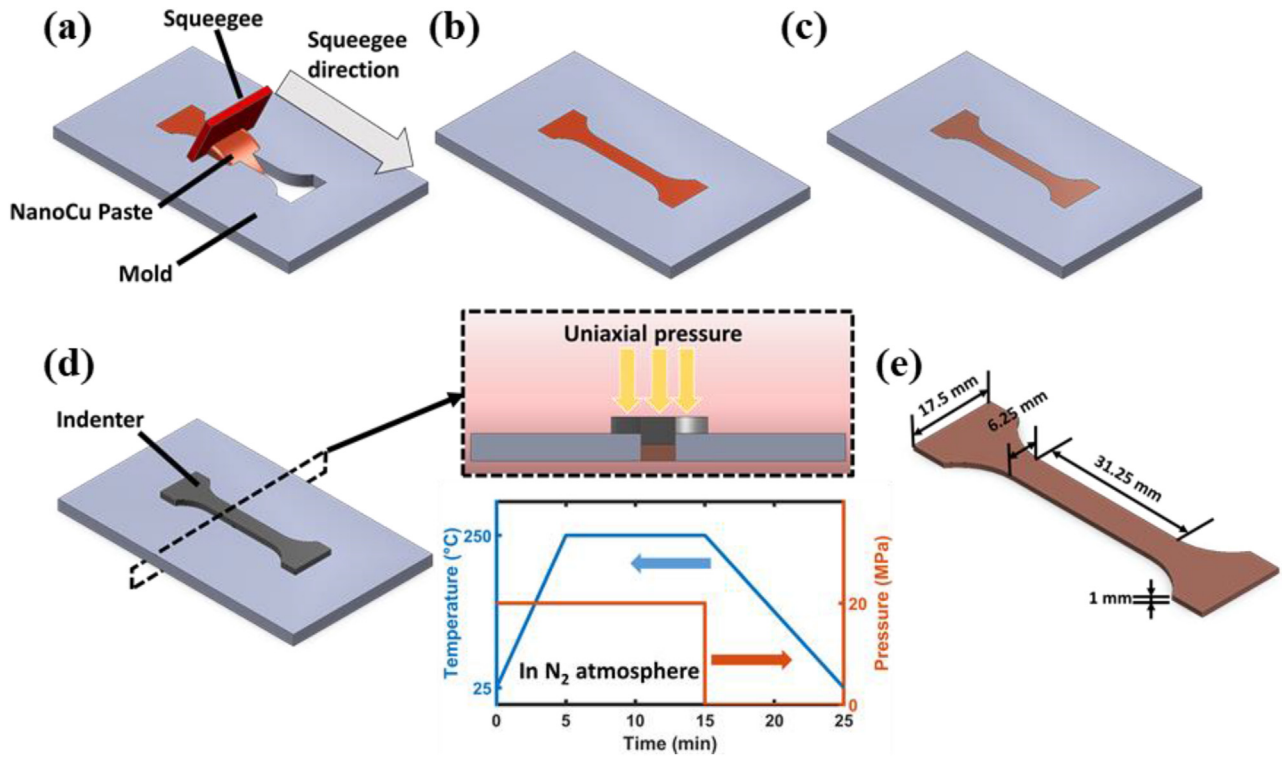 (a)
Squeegee
Squeegee
direction
NanoCu Paste
Mold
(b)
(c)
(d)
Indenter
Uniaxial pressure
Temperature (°C)
250
25
In N₂ atmosphere
0
5
10
15
20
25
Time (min)
20
0
Pressure (MPa)
(e)
17.5 mm
6.25 mm
31.25 mm
1 mm